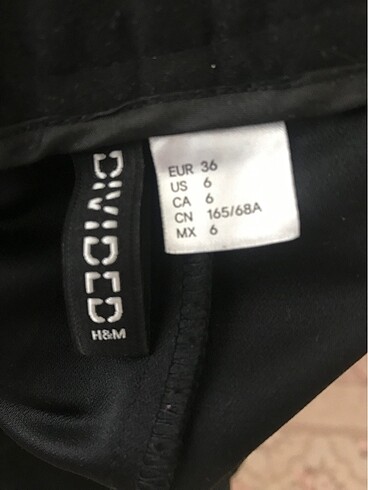 DIVIDED
H&M
EUR 36
US 6
CA 6
CN 165/68A
MX 6